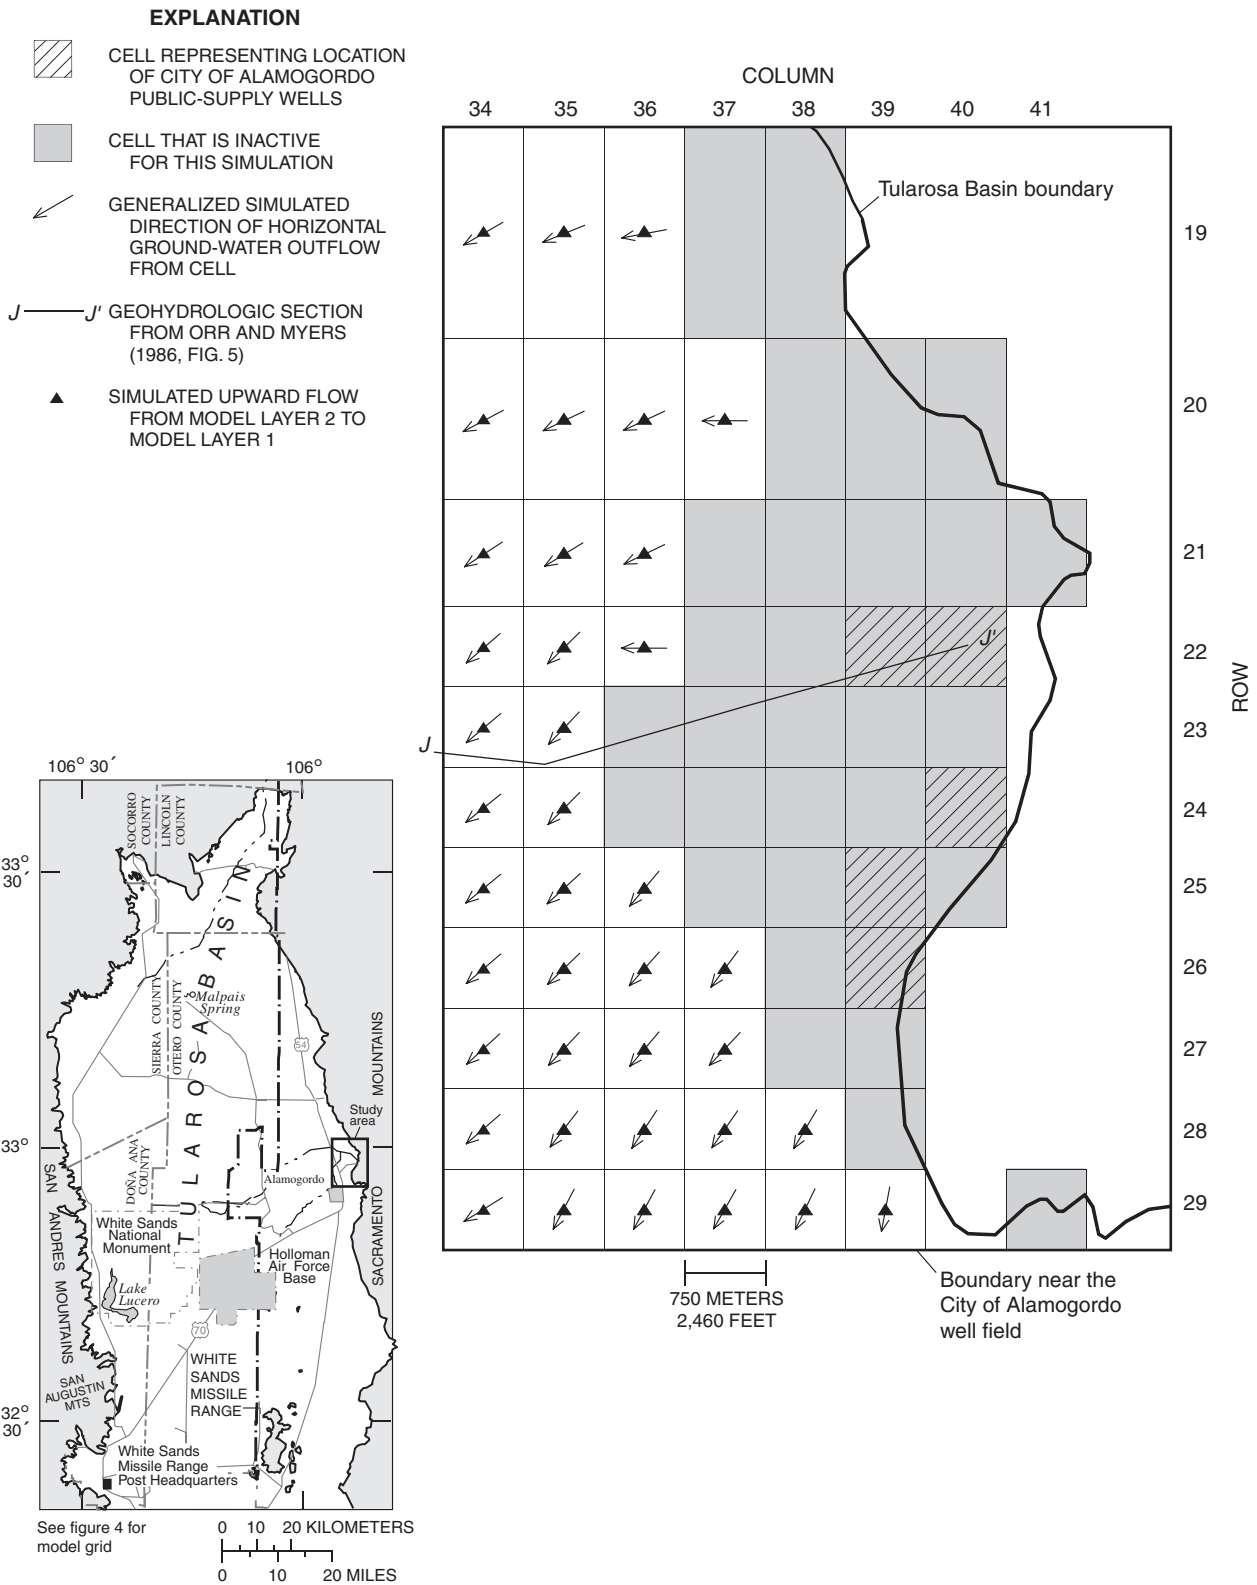 EXPLANATION
CELL REPRESENTING LOCATION
OF CITY OF ALAMOGORDO
PUBLIC-SUPPLY WELLS
CELL THAT IS INACTIVE
FOR THIS SIMULATION
GENERALIZED SIMULATED
DIRECTION OF HORIZONTAL
GROUND-WATER OUTFLOW
FROM CELL
J J' GEOHYDROLOGIC SECTION
FROM ORR AND MYERS
(1986, FIG. 5)
SIMULATED UPWARD FLOW
FROM MODEL LAYER 2 TO
MODEL LAYER 1
COLUMN
34 35 36 37 38 39 40 41
Tularosa Basin boundary
19
20
21
22
23
24
25
26
27
28
29
ROW
J
J'
750 METERS
2,460 FEET
Boundary near the
City of Alamogordo
well field
106° 30´ 106°
33°
30´
33°
32°
30´
SOCORRO
COUNTY
LINCOLN
COUNTY
SIERRA COUNTY
OTERO COUNTY
DOÑA ANA
COUNTY
TULAROSA BASIN
Malpais
Spring
54
MOUNTAINS
SACRAMENTO
Study
area
Alamogordo
SAN
ANDRES MOUNTAINS
White Sands
National
Monument
Holloman
Air Force
Base
Lake
Lucero
70
WHITE
SANDS
MISSILE
RANGE
SAN
AUGUSTIN
MTS
White Sands
Missile Range
Post Headquarters
See figure 4 for
model grid
0 10 20 KILOMETERS
0 10 20 MILES